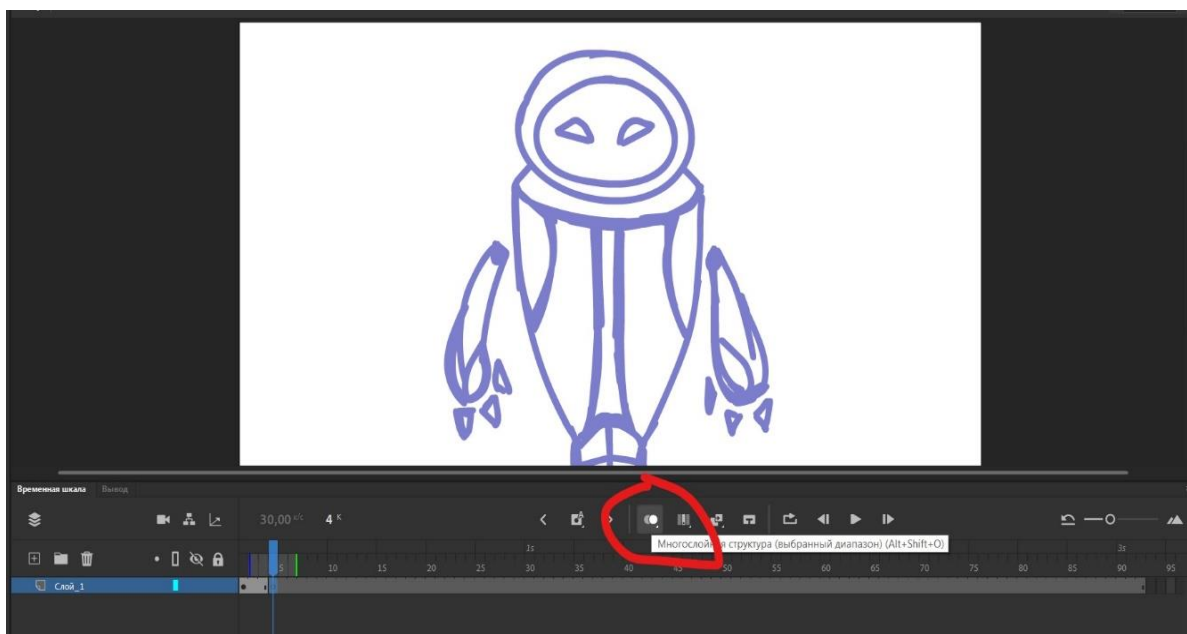 Временная шкала Вывод
30,00 к/с 4 К
Многослойная структура (выбранный диапазон) (Alt+Shift+O)
1s 2s 3s
5 10 15 20 25 30 35 40 45 50 55 60 65 70 75 80 85 90 95
Слой_1